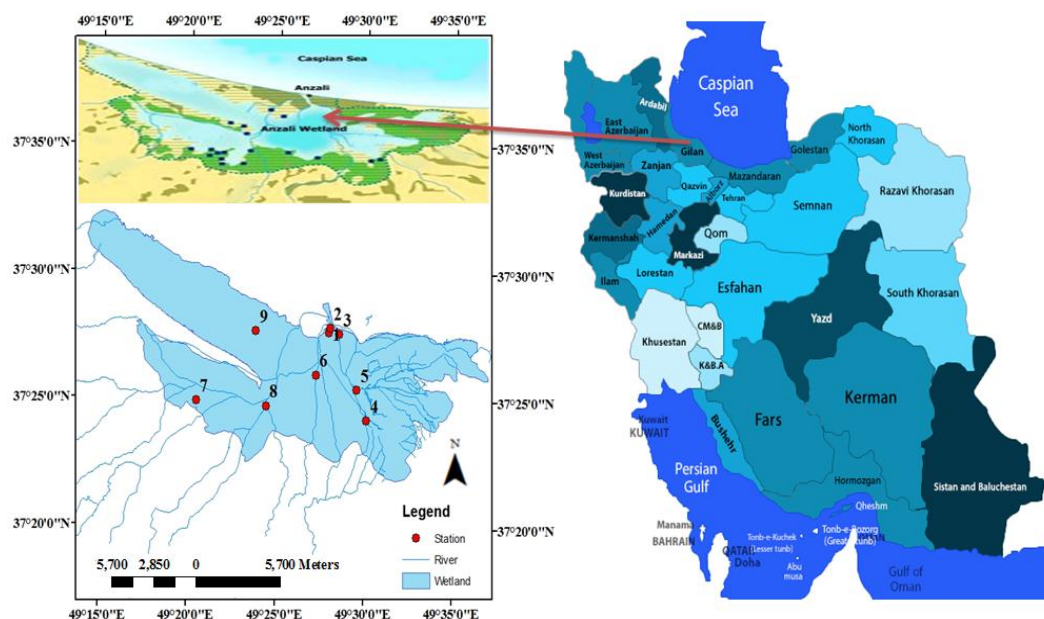 49°15'0"E 49°20'0"E 49°25'0"E 49°30'0"E 49°35'0"E
Caspian Sea
Anzali
Anzali Wetland
37°35'0"N
37°35'0"N
37°30'0"N
37°30'0"N
37°25'0"N
37°25'0"N
37°20'0"N
37°20'0"N
9
2
3
1
6
5
7
8
4
N
Legend
Station
River
Wetland
5,700 2,850 0 5,700 Meters
49°15'0"E 49°20'0"E 49°25'0"E 49°30'0"E 49°35'0"E
Caspian
Sea
Ardabil
East
Azerbaijan
West
Azerbaijan
Gilan
Golestan
North
Khorasan
Zanjan
Mazandaran
Razavi Khorasan
Kurdistan
Qazvin
Alborz
Tehran
Semnan
Hamedan
Qom
Kermanshah
Markazi
Ilam
Lorestan
Esfahan
South Khorasan
Yazd
Khusestan
CM&B
K&B.A
Kerman
Fars
Kuwait
KUWAIT
Bushehr
Persian
Gulf
Hormozgan
Sistan and Baluchestan
Qheshm
Manama
BAHRAIN
Tonb-e-Kuchek
(Lesser tunb)
Tonb-e-Bozorg
(Greater tunb)
QATAR
Doha
Abu
musa
Gulf of
Oman